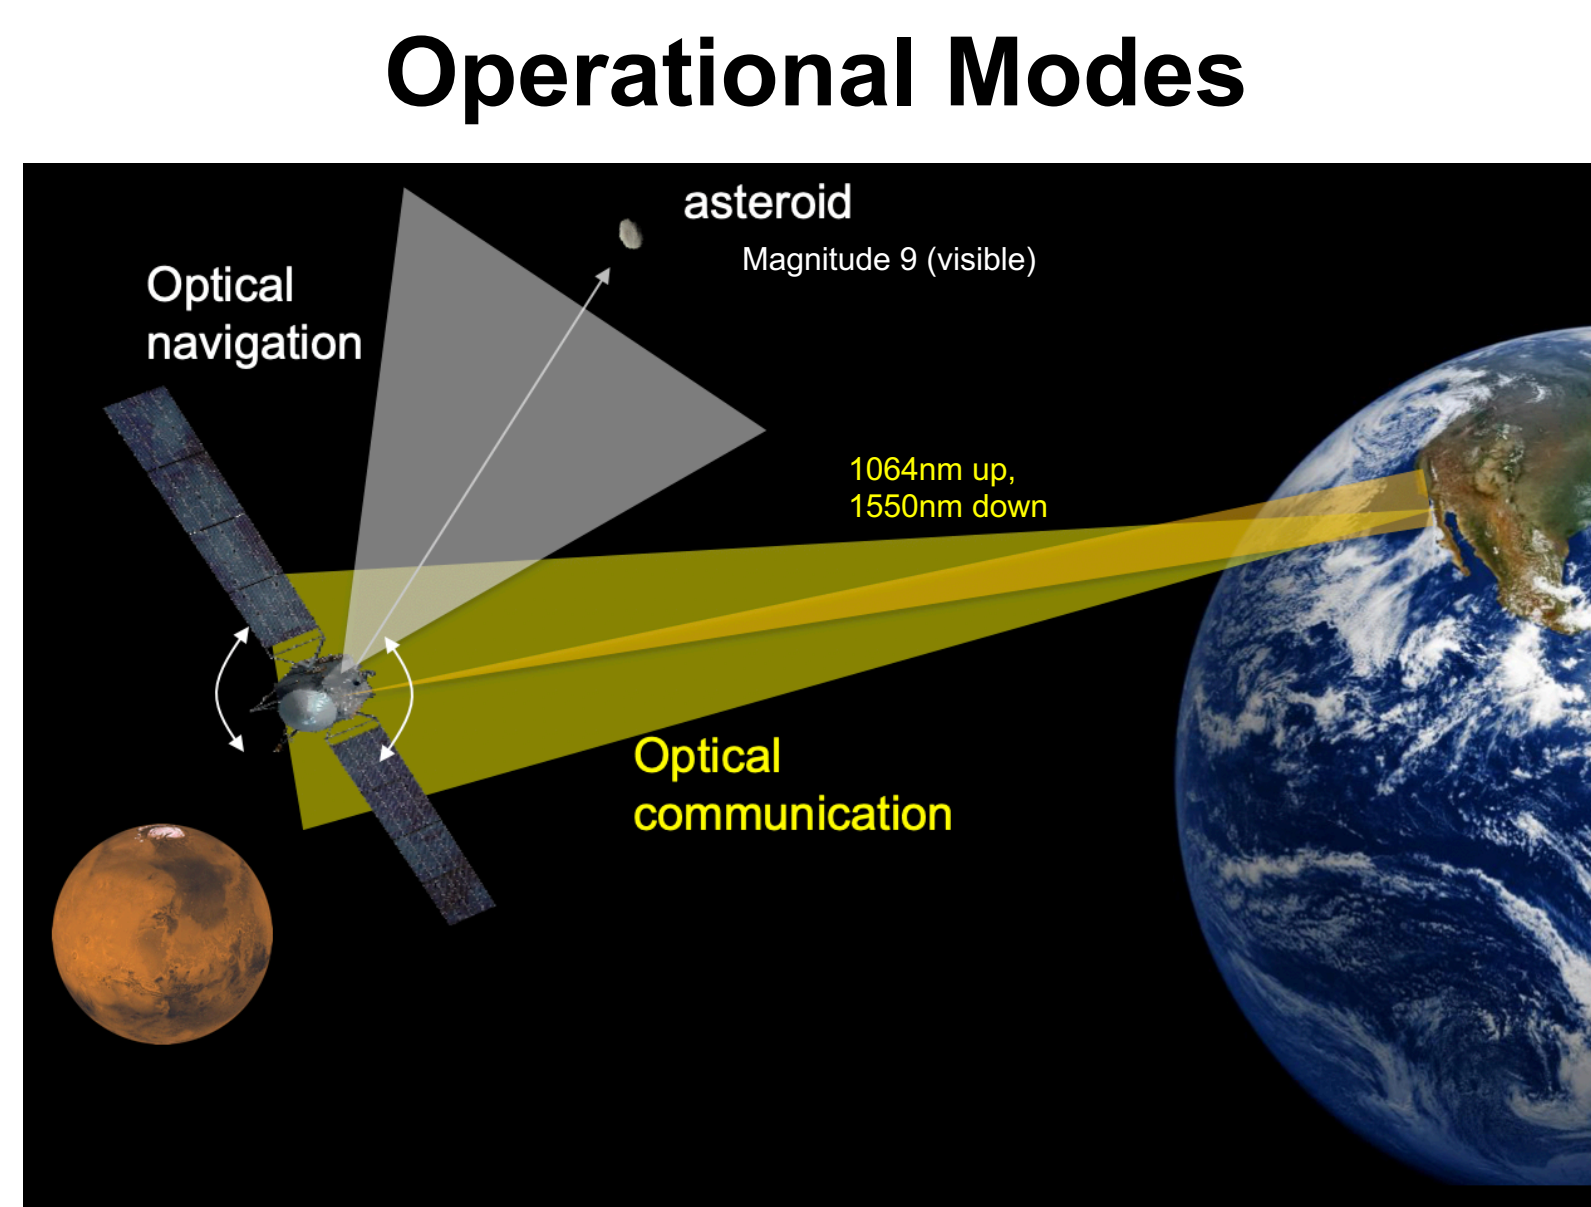 Operational Modes
asteroid
Magnitude 9 (visible)
Optical
navigation
1064nm up,
1550nm down
Optical
communication